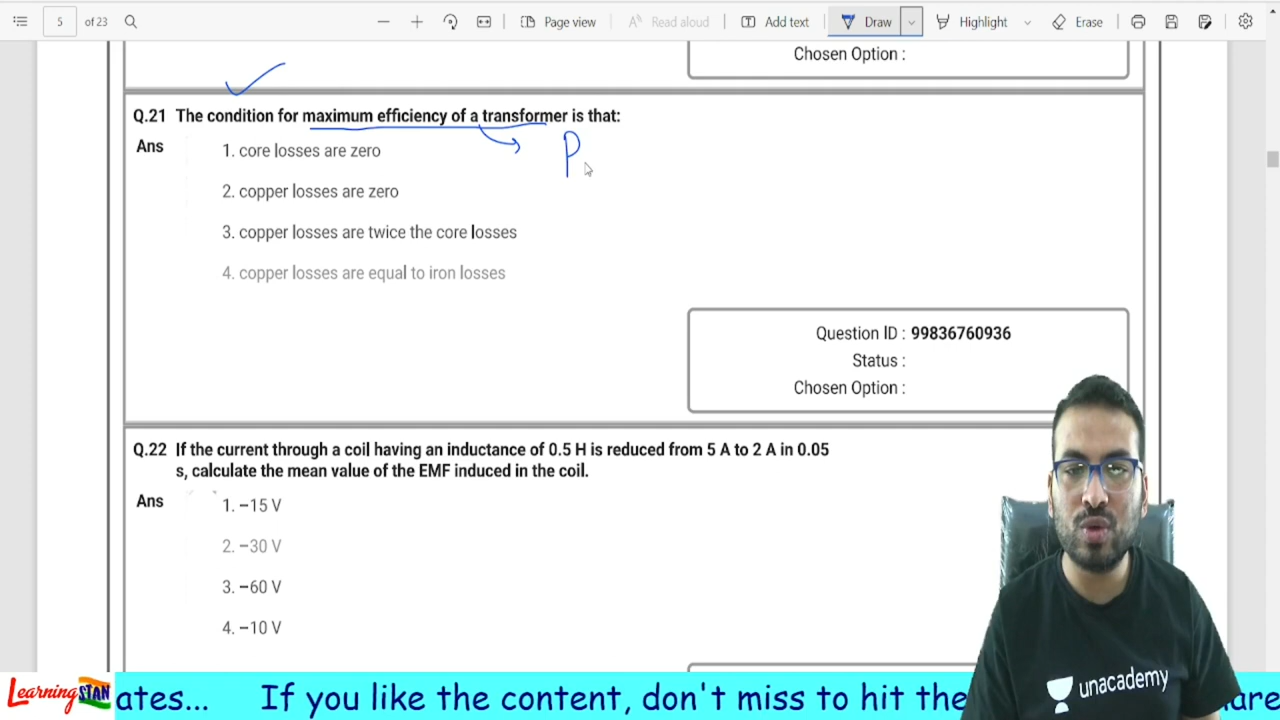 5 of 23 Page view Read aloud Add text Draw Highlight Erase
Chosen Option :
Q.21 The condition for maximum efficiency of a transformer is that:
Ans 1. core losses are zero
P
2. copper losses are zero
3. copper losses are twice the core losses
4. copper losses are equal to iron losses
Question ID : 99836760936
Status :
Chosen Option :
Q.22 If the current through a coil having an inductance of 0.5 H is reduced from 5 A to 2 A in 0.05
s, calculate the mean value of the EMF induced in the coil.
Ans 1. −15 V
2. −30 V
3. −60 V
4. −10 V
unacademy
Learning STAN
ates... If you like the content, don't miss to hit the
are